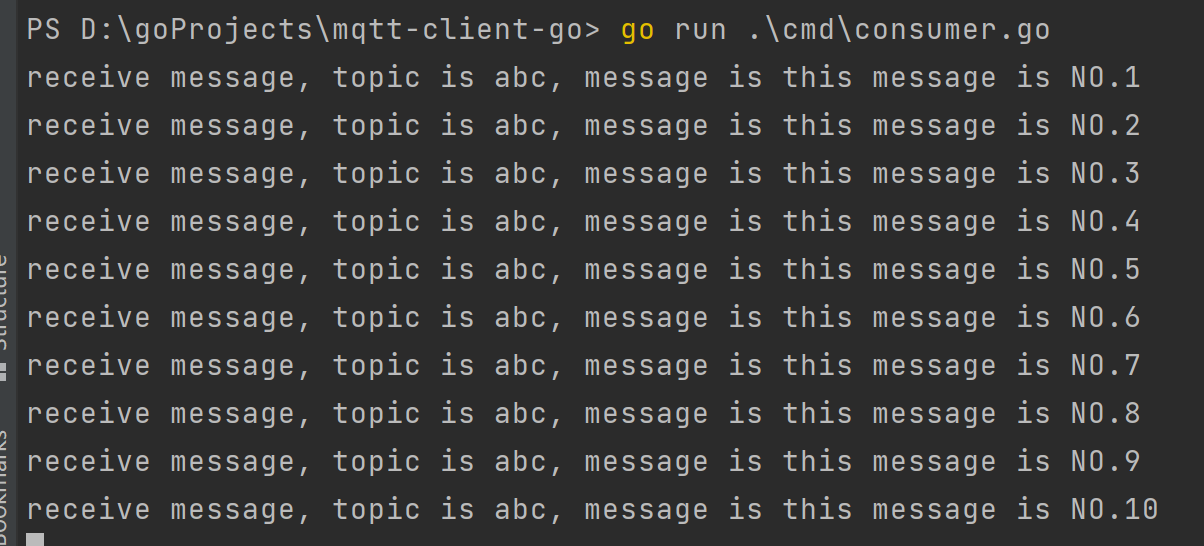 PS D:\goProjects\mqtt-client-go> go run .\cmd\consumer.go
receive message, topic is abc, message is this message is NO.1
receive message, topic is abc, message is this message is NO.2
receive message, topic is abc, message is this message is NO.3
receive message, topic is abc, message is this message is NO.4
receive message, topic is abc, message is this message is NO.5
receive message, topic is abc, message is this message is NO.6
receive message, topic is abc, message is this message is NO.7
receive message, topic is abc, message is this message is NO.8
receive message, topic is abc, message is this message is NO.9
receive message, topic is abc, message is this message is NO.10
Structure
Bookmarks